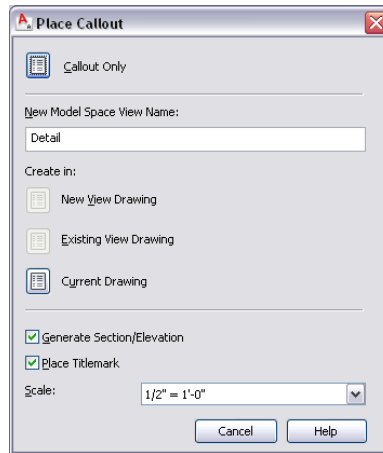 Place Callout
Callout Only
New Model Space View Name:
Detail
Create in:
New View Drawing
Existing View Drawing
Current Drawing
Generate Section/Elevation
Place Titlemark
Scale:
1/2" = 1'-0"
Cancel
Help